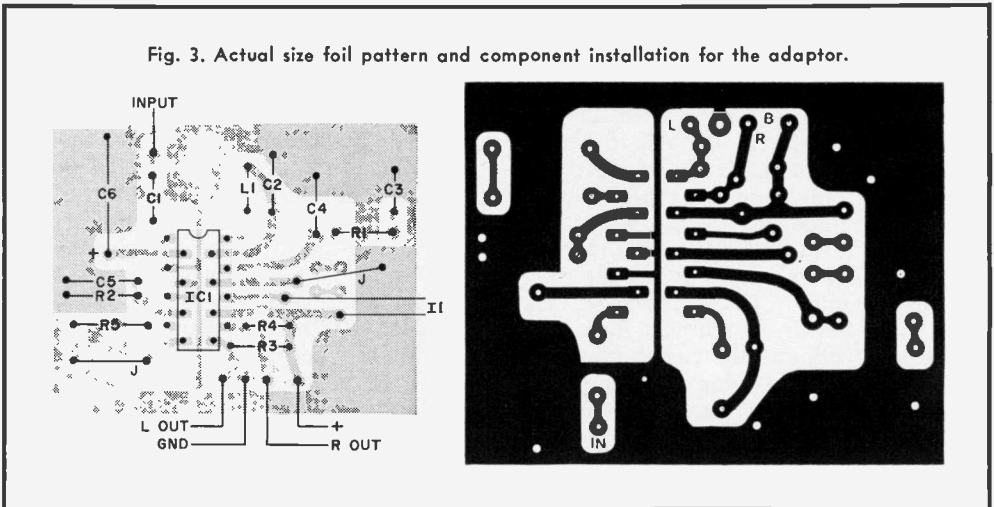 Fig. 3. Actual size foil pattern and component installation for the adaptor.
INPUT
C6
C1
L1
C2
C4
C3
R1
+
C5
R2
IC1
J
I1
R5
R4
R3
J
L OUT
GND
+
R OUT
L
B
R
IN